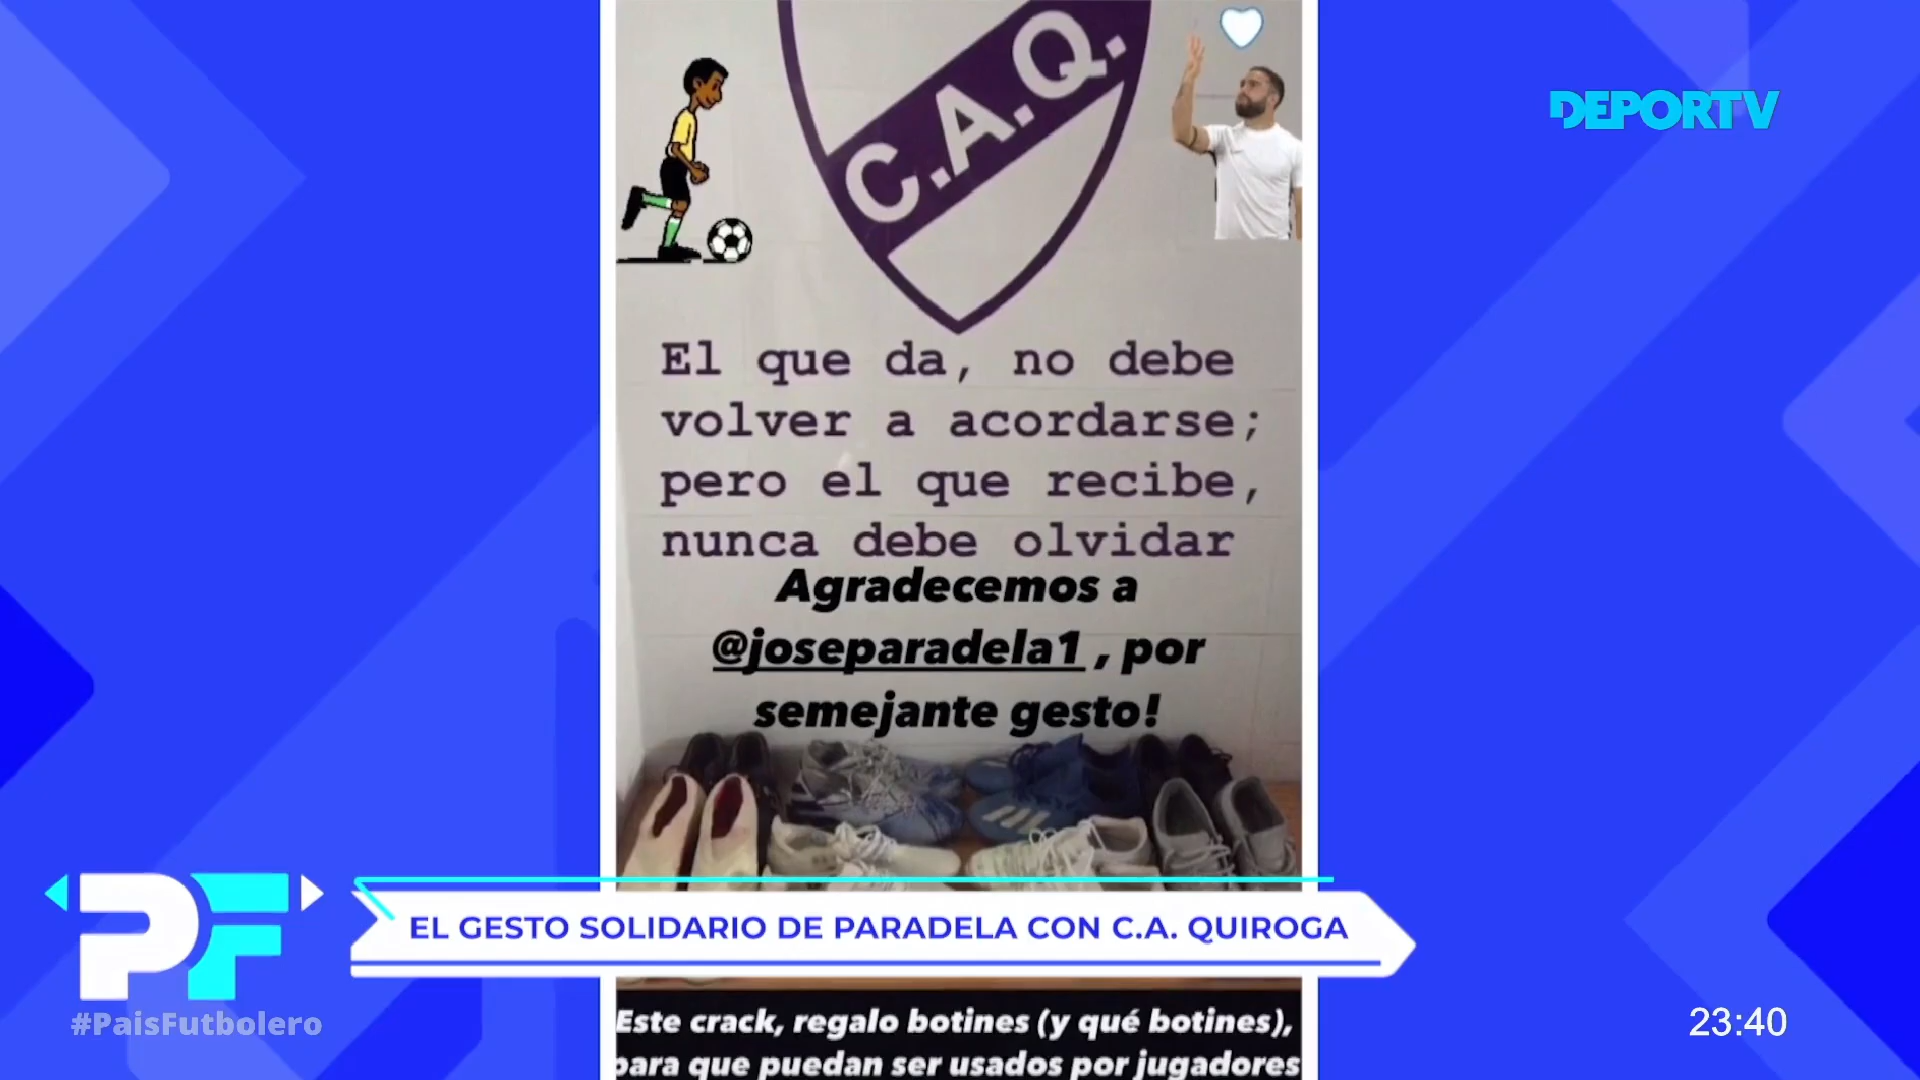 C.A.Q.
DEPORTV
El que da, no debe
volver a acordarse;
pero el que recibe,
nunca debe olvidar
Agradecemos a
@joseparadela1 , por
semejante gesto!
PF
EL GESTO SOLIDARIO DE PARADELA CON C.A. QUIROGA
#PaisFutbolero
Este crack, regalo botines (y qué botines),
para que puedan ser usados por jugadores
23:40